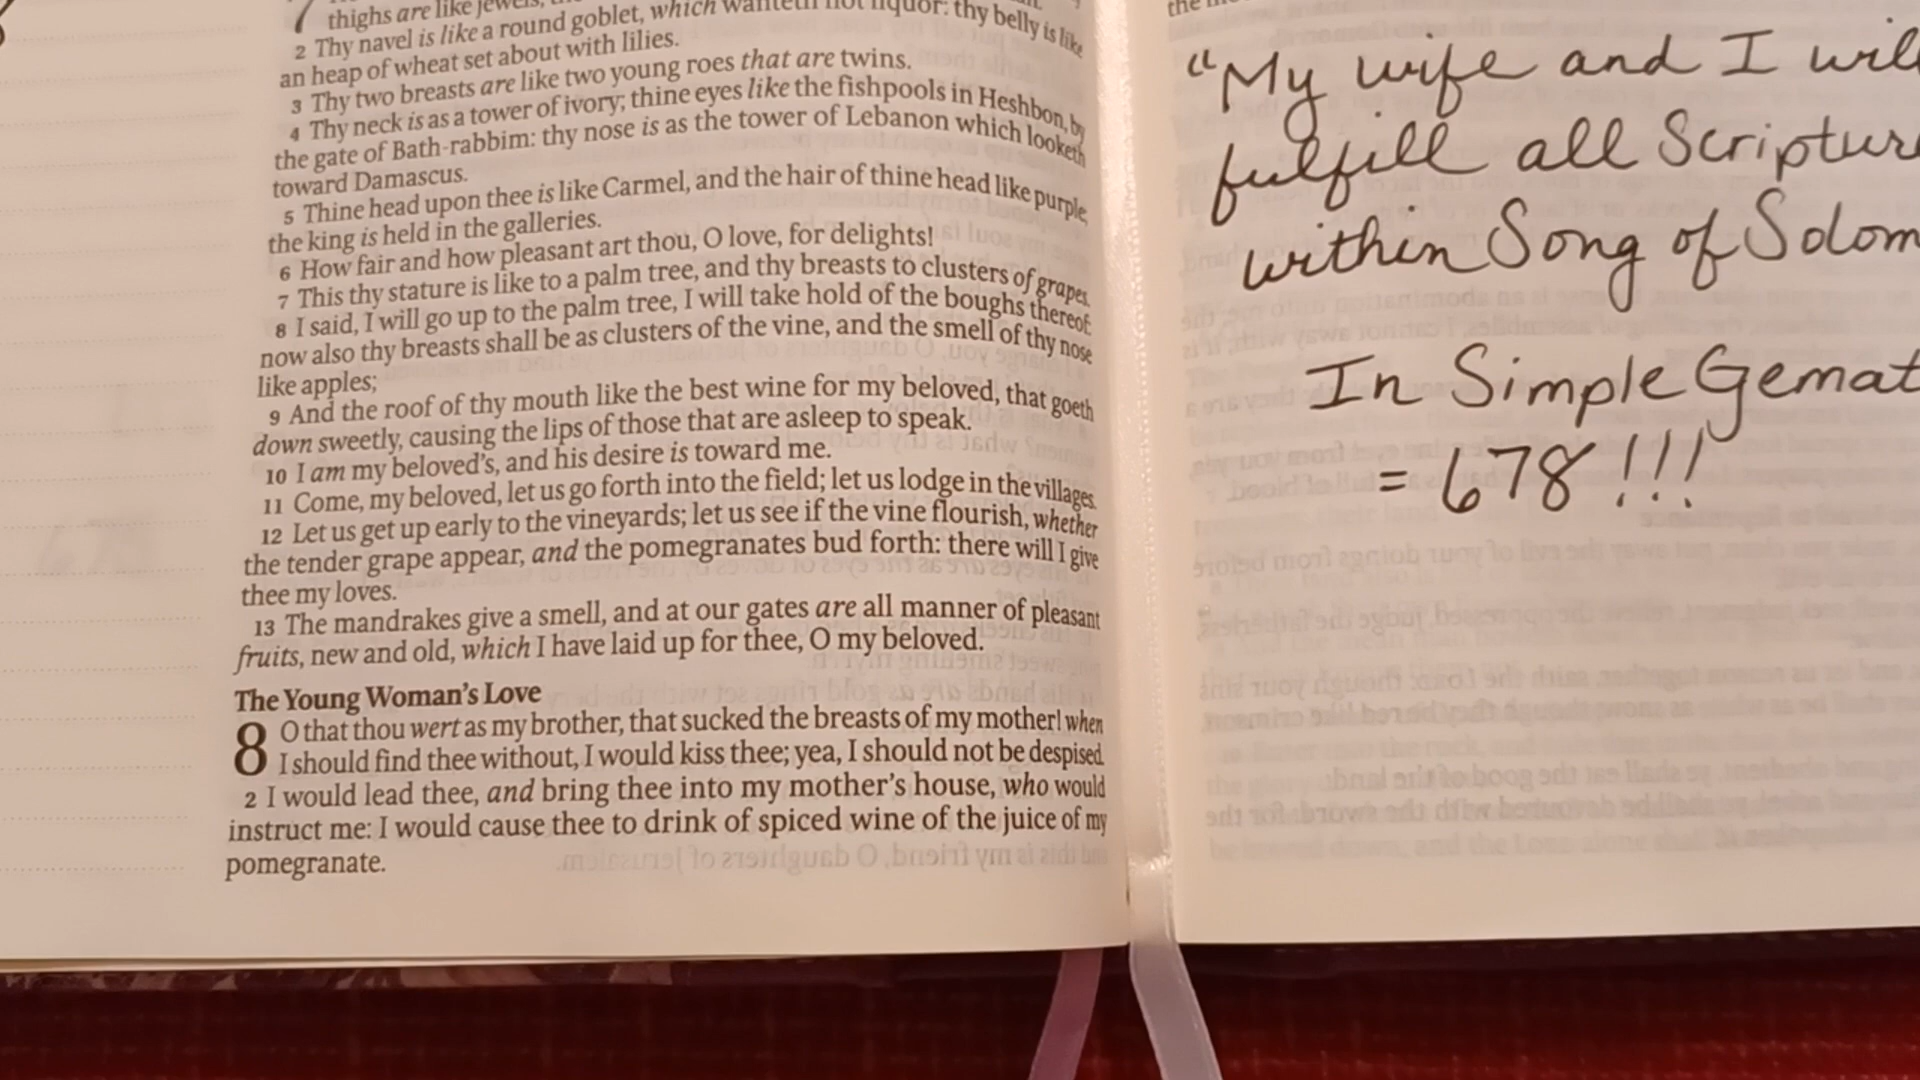 7 thighs are like jewels,
2 Thy navel is like a round goblet, which wanteth not liquor: thy belly is like
an heap of wheat set about with lilies.
3 Thy two breasts are like two young roes that are twins.
4 Thy neck is as a tower of ivory; thine eyes like the fishpools in Heshbon, by
the gate of Bath-rabbim: thy nose is as the tower of Lebanon which looketh
toward Damascus.
5 Thine head upon thee is like Carmel, and the hair of thine head like purple;
the king is held in the galleries.
6 How fair and how pleasant art thou, O love, for delights!
7 This thy stature is like to a palm tree, and thy breasts to clusters of grapes.
8 I said, I will go up to the palm tree, I will take hold of the boughs thereof:
now also thy breasts shall be as clusters of the vine, and the smell of thy nose
like apples;
9 And the roof of thy mouth like the best wine for my beloved, that goeth
down sweetly, causing the lips of those that are asleep to speak.
10 I am my beloved's, and his desire is toward me.
11 Come, my beloved, let us go forth into the field; let us lodge in the villages.
12 Let us get up early to the vineyards; let us see if the vine flourish, whether
the tender grape appear, and the pomegranates bud forth: there will I give
thee my loves.
13 The mandrakes give a smell, and at our gates are all manner of pleasant
fruits, new and old, which I have laid up for thee, O my beloved.
The Young Woman's Love
8 O that thou wert as my brother, that sucked the breasts of my mother! when
I should find thee without, I would kiss thee; yea, I should not be despised.
2 I would lead thee, and bring thee into my mother's house, who would
instruct me: I would cause thee to drink of spiced wine of the juice of my
pomegranate.
the
"My wife and I wil
fulfill all Scriptur
within Song of Solom
In Simple Gemat
= 678!!!